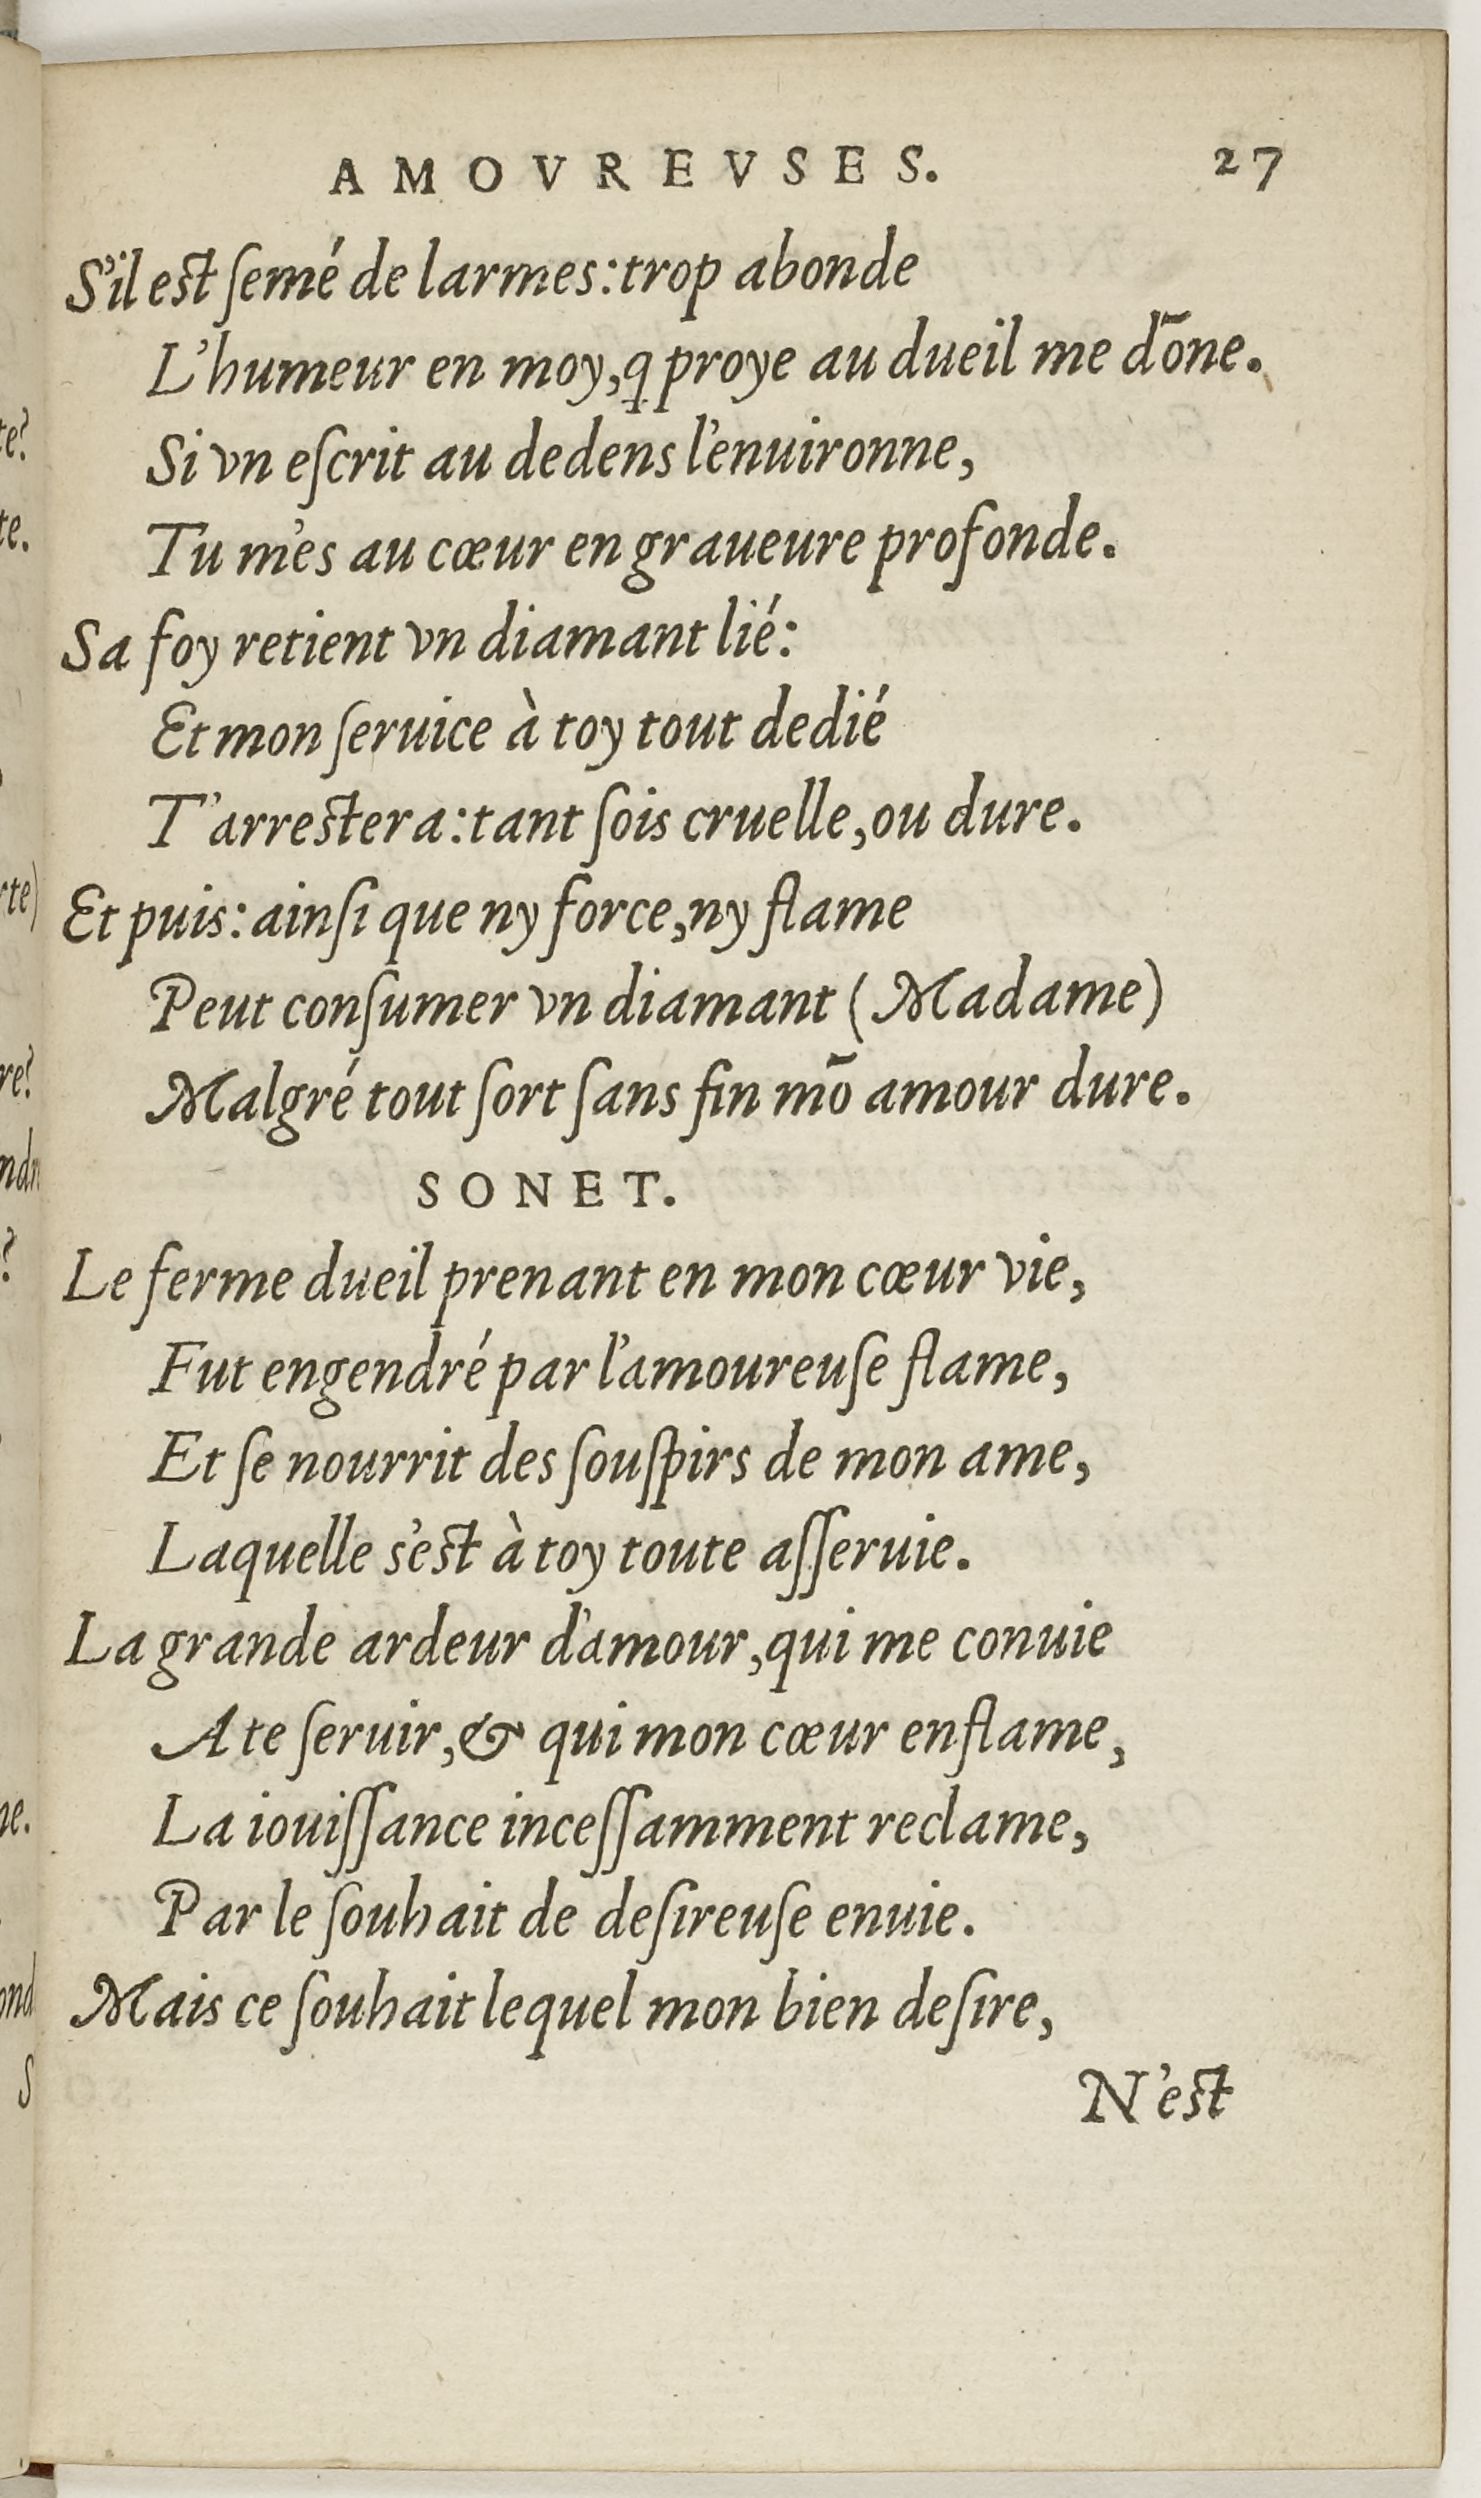 AMOVREVSES. 27
S'il est ſemé de larmes: trop abonde
L'humeur en moy, ꝗ proye au dueil me dōne.
Si vn eſcrit au dedens l'enuironne,
Tu m'es au cœur en graueure profonde.
Sa foy retient vn diamant lié:
Et mon ſeruice à toy tout dedié
T'arrestera: tant ſois cruelle, ou dure.
Et puis: ainſi que ny force, ny flame
Peut conſumer vn diamant (Madame)
Malgré tout ſort ſans fin mō amour dure.
SONET.
Le ferme dueil prenant en mon cœur vie,
Fut engendré par l'amoureuſe flame,
Et ſe nourrit des ſouſpirs de mon ame,
Laquelle s'est à toy toute aſſeruie.
La grande ardeur d'amour, qui me conuie
A te ſeruir, & qui mon cœur enflame,
La iouiſſance inceſſamment reclame,
Par le ſouhait de deſireuſe enuie.
Mais ce ſouhait lequel mon bien deſire,
N'est